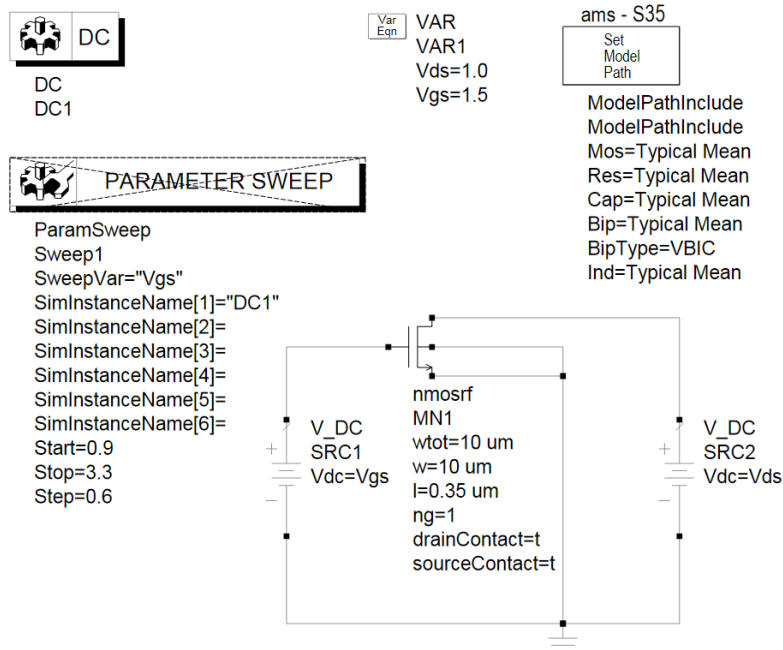 DC
DC
DC1
Var
Eqn
VAR
VAR1
Vds=1.0
Vgs=1.5
ams - S35
Set
Model
Path
ModelPathInclude
ModelPathInclude
Mos=Typical Mean
Res=Typical Mean
Cap=Typical Mean
Bip=Typical Mean
BipType=VBIC
Ind=Typical Mean
PARAMETER SWEEP
ParamSweep
Sweep1
SweepVar="Vgs"
SimInstanceName[1]="DC1"
SimInstanceName[2]=
SimInstanceName[3]=
SimInstanceName[4]=
SimInstanceName[5]=
SimInstanceName[6]=
Start=0.9
Stop=3.3
Step=0.6
V_DC
SRC1
Vdc=Vgs
nmosrf
MN1
wtot=10 um
w=10 um
l=0.35 um
ng=1
drainContact=t
sourceContact=t
V_DC
SRC2
Vdc=Vds